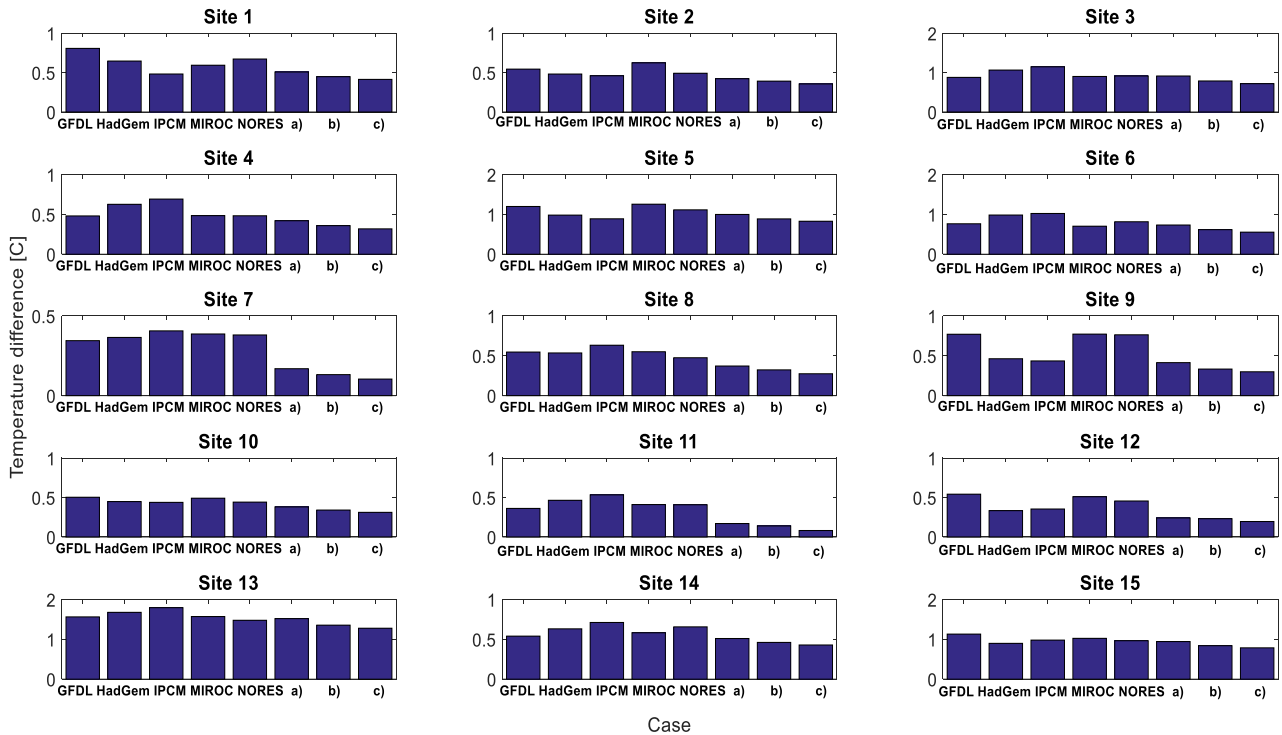 Site 1
1
0.5
0
GFDL HadGem IPCM MIROC NORES a) b) c)
Site 2
1
0.5
0
GFDL HadGem IPCM MIROC NORES a) b) c)
Site 3
2
1
0
GFDL HadGem IPCM MIROC NORES a) b) c)
Site 4
1
0.5
0
GFDL HadGem IPCM MIROC NORES a) b) c)
Site 5
2
1
0
GFDL HadGem IPCM MIROC NORES a) b) c)
Site 6
2
1
0
GFDL HadGem IPCM MIROC NORES a) b) c)
Temperature difference [C]
Site 7
0.5
0
GFDL HadGem IPCM MIROC NORES a) b) c)
Site 8
1
0.5
0
GFDL HadGem IPCM MIROC NORES a) b) c)
Site 9
1
0.5
0
GFDL HadGem IPCM MIROC NORES a) b) c)
Site 10
1
0.5
0
GFDL HadGem IPCM MIROC NORES a) b) c)
Site 11
1
0.5
0
GFDL HadGem IPCM MIROC NORES a) b) c)
Site 12
1
0.5
0
GFDL HadGem IPCM MIROC NORES a) b) c)
Site 13
2
1
0
GFDL HadGem IPCM MIROC NORES a) b) c)
Site 14
1
0.5
0
GFDL HadGem IPCM MIROC NORES a) b) c)
Site 15
2
1
0
GFDL HadGem IPCM MIROC NORES a) b) c)
Case